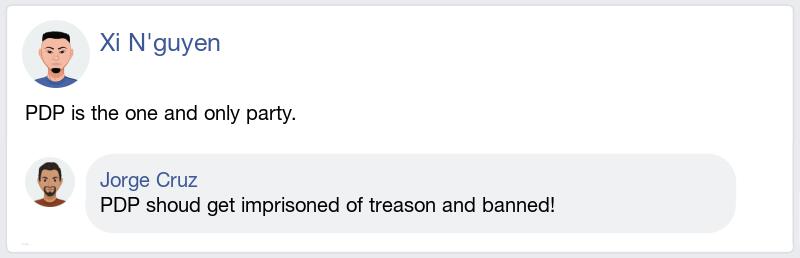 Xi N'guyen
PDP is the one and only party.
Jorge Cruz
PDP shoud get imprisoned of treason and banned!